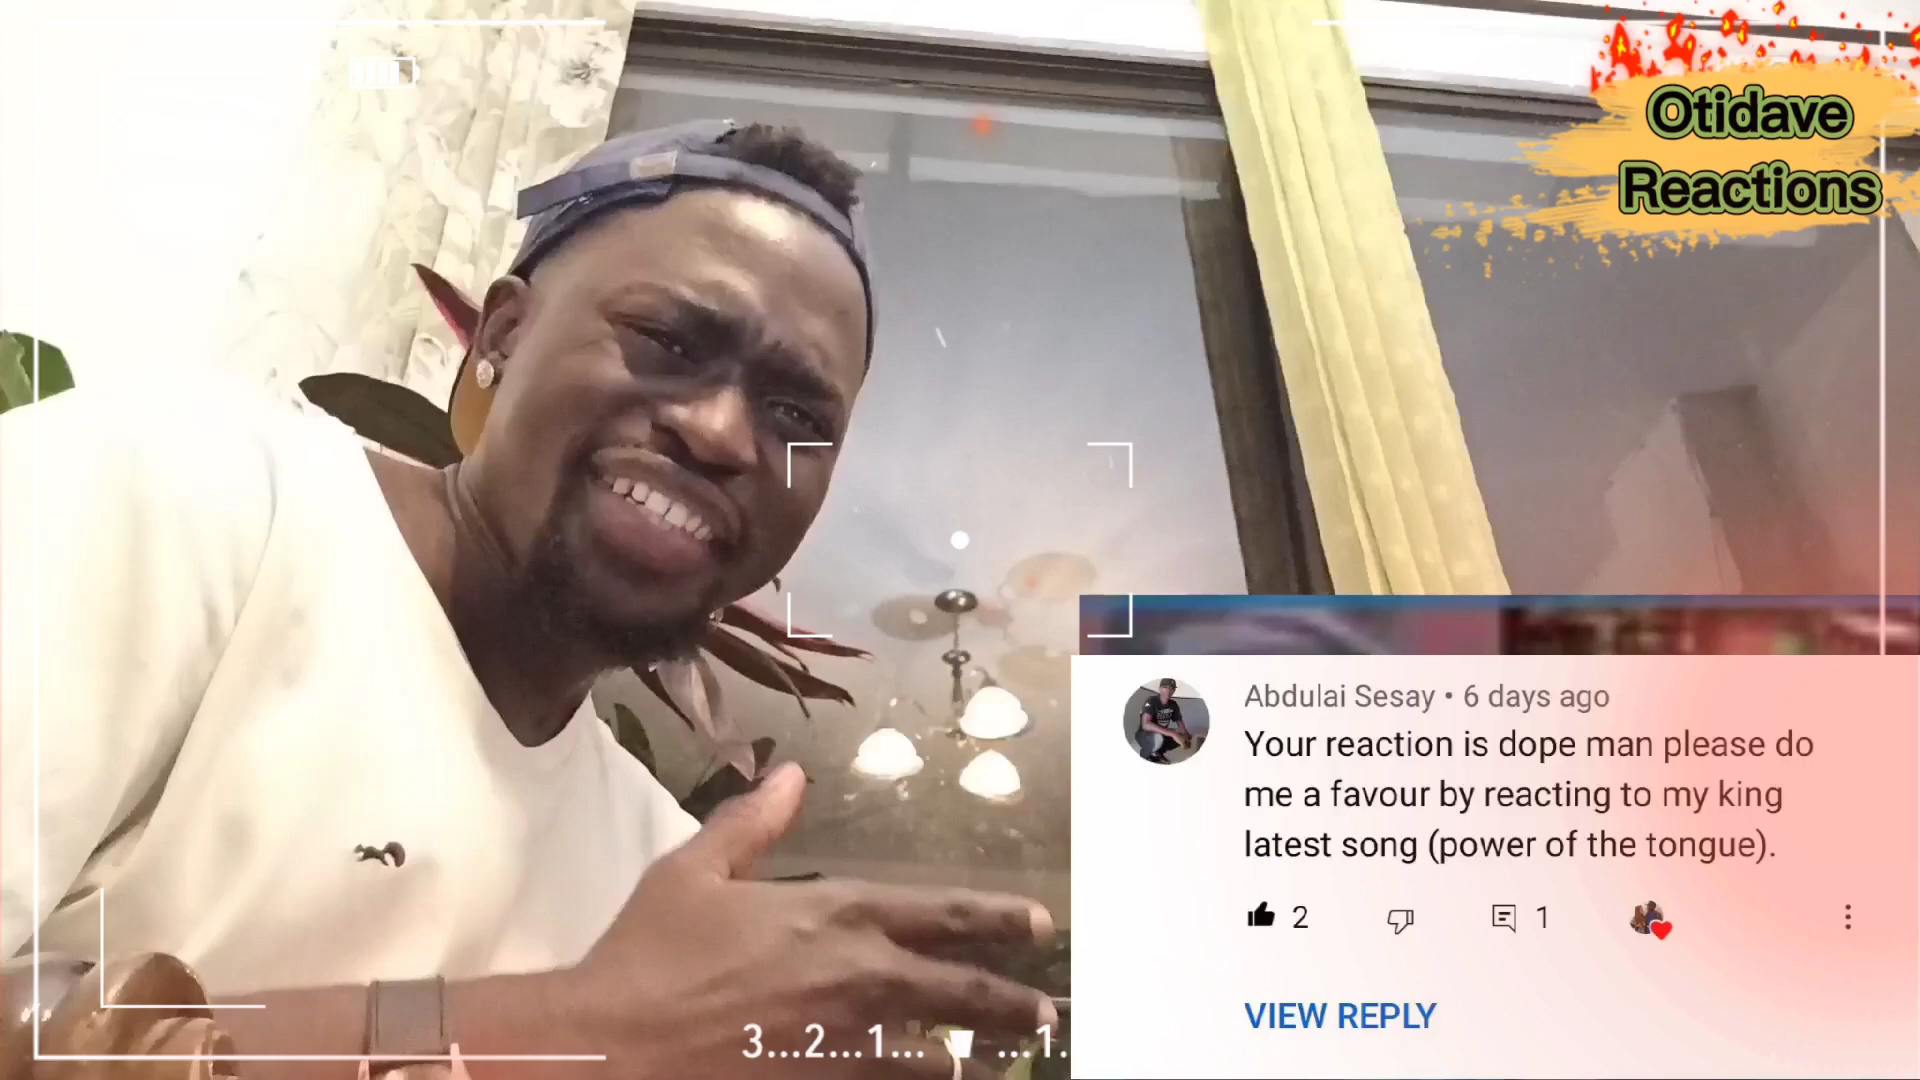 Otidave
Reactions
Abdulai Sesay • 6 days ago
Your reaction is dope man please do
me a favour by reacting to my king
latest song (power of the tongue).
2
1
VIEW REPLY
3...2...1... ...1.